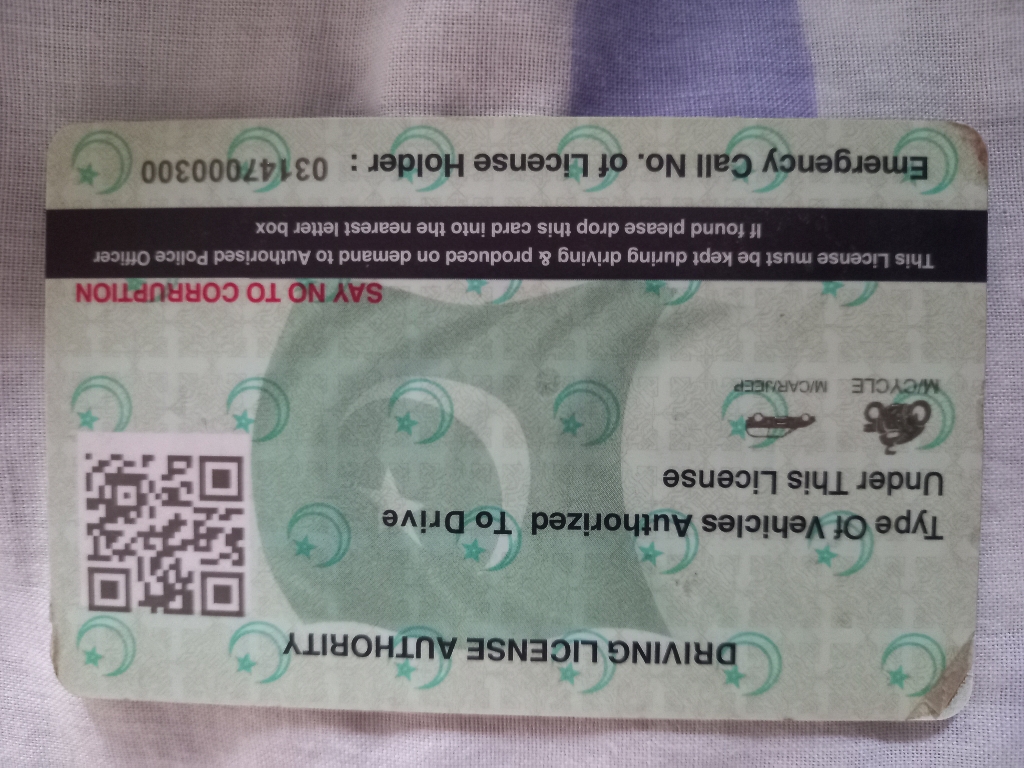 DRIVING LICENSE AUTHORITY
Type Of Vehicles Authorized To Drive
Under This License
M/CYCLE M/CAR/JEEP
SAY NO TO CORRUPTION
This License must be kept during driving & produced on demand to Authorised Police Officer
If found please drop this card into the nearest letter box
Emergency Call No. of License Holder : 03147000300